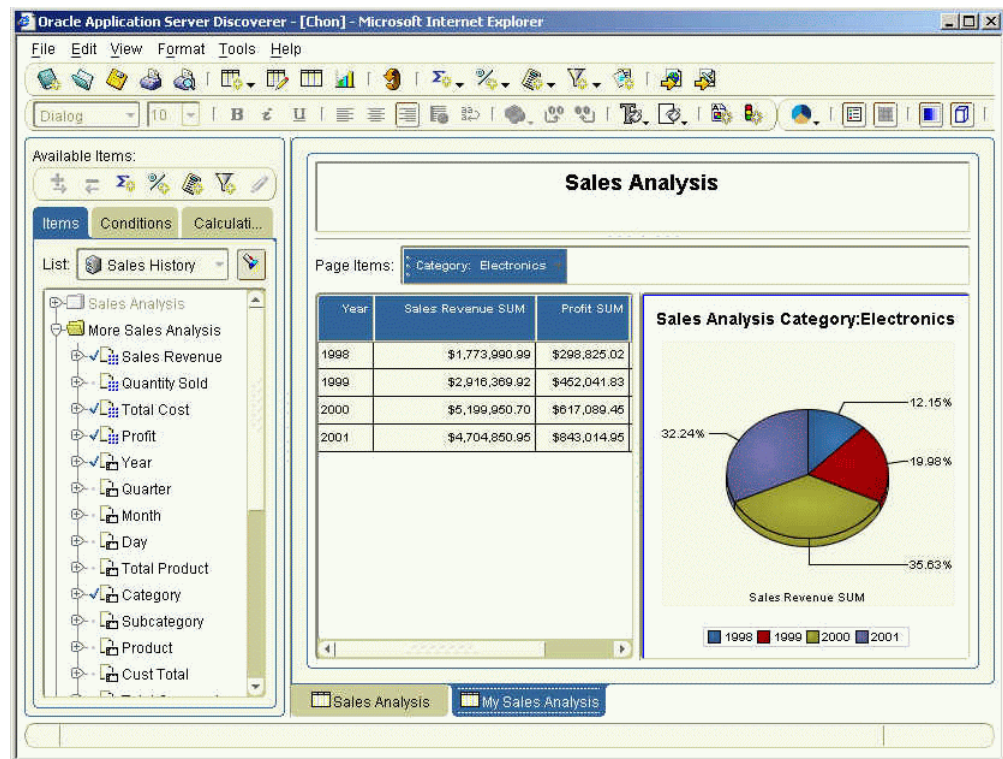 Oracle Application Server Discoverer - [Chon] - Microsoft Internet Explorer
File Edit View Format Tools Help
Dialog 10 B i U
Available Items:
Items Conditions Calculati...
List: Sales History
Sales Analysis
More Sales Analysis
Sales Revenue
Quantity Sold
Total Cost
Profit
Year
Quarter
Month
Day
Total Product
Category
Subcategory
Product
Cust Total
Sales Analysis
Page Items: Category: Electronics
Year Sales Revenue SUM Profit SUM
1998 $1,773,990.99 $298,825.02
1999 $2,916,369.92 $452,041.83
2000 $5,199,950.70 $617,089.45
2001 $4,704,850.95 $843,014.95
Sales Analysis Category:Electronics
12.15%
32.24%
19.98%
35.63%
Sales Revenue SUM
1998 1999 2000 2001
Sales Analysis My Sales Analysis